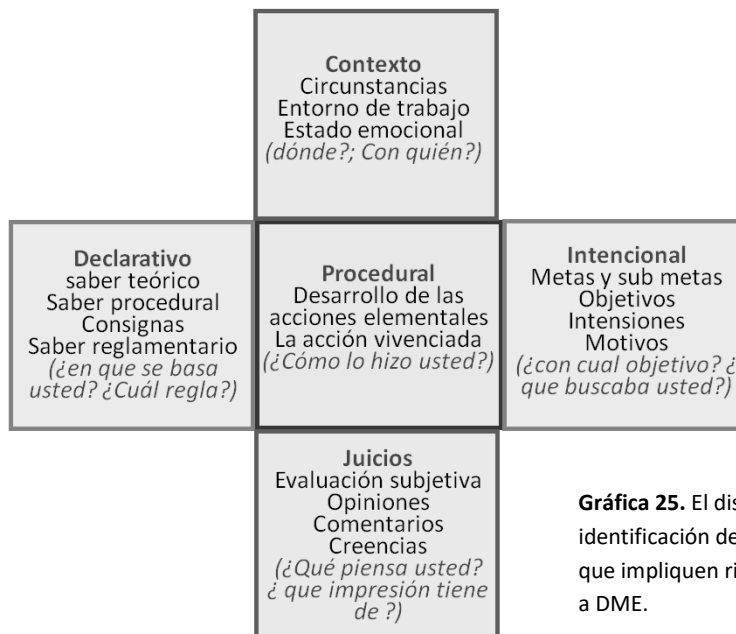 Contexto
Circunstancias
Entorno de trabajo
Estado emocional
(dónde?; Con quién?)
Declarativo
saber teórico
Saber procedural
Consignas
Saber reglamentario
(¿en que se basa
usted? ¿Cuál regla?)
Procedural
Desarrollo de las
acciones elementales
La acción vivenciada
(¿Cómo lo hizo usted?)
Intencional
Metas y sub metas
Objetivos
Intensiones
Motivos
(¿con cual objetivo? ¿
que buscaba usted?)
Juicios
Evaluación subjetiva
Opiniones
Comentarios
Creencias
(¿Qué piensa usted?
¿ que impresión tiene
de ?)
Gráfica 25. El
identificación
que impliquen
a DME.